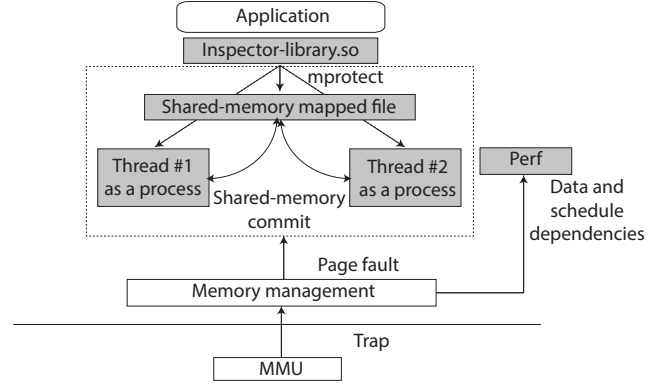 Application
Inspector-library.so
mprotect
Shared-memory mapped file
Thread #1
as a process
Thread #2
as a process
Perf
Shared-memory
commit
Data and
schedule
dependencies
Page fault
Memory management
Trap
MMU